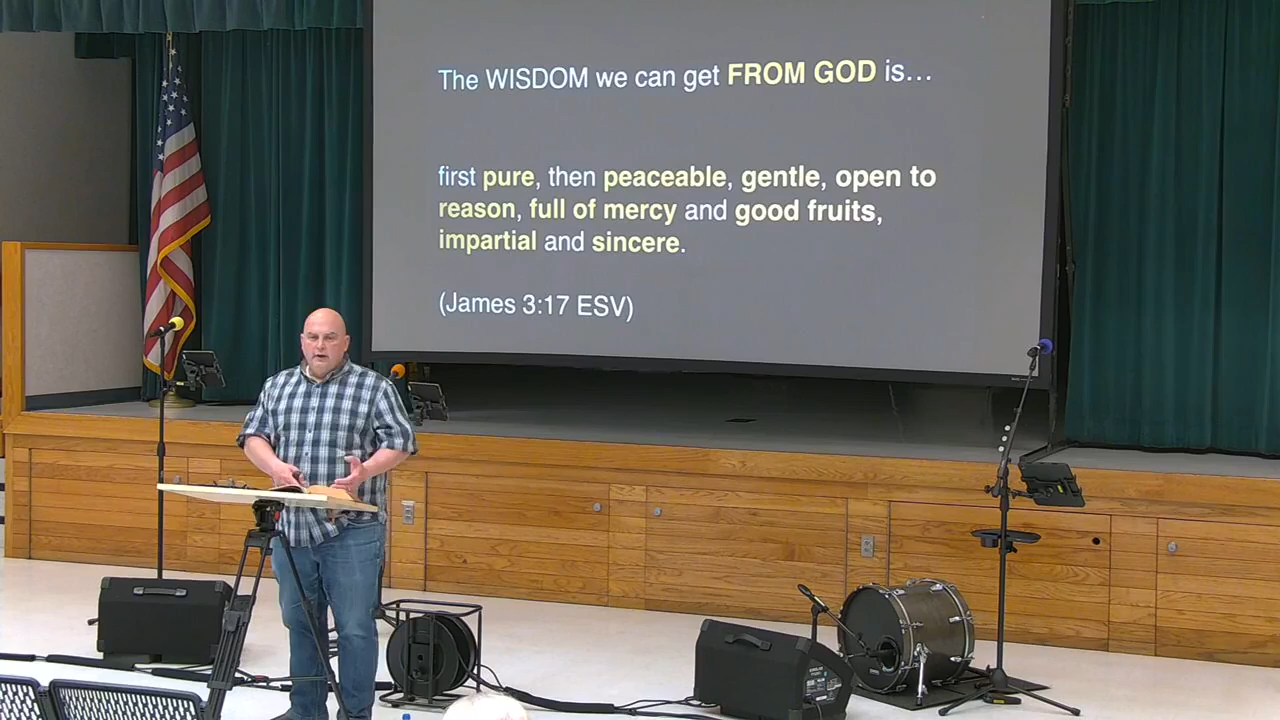 The WISDOM we can get FROM GOD is…
first pure, then peaceable, gentle, open to
reason, full of mercy and good fruits,
impartial and sincere.
(James 3:17 ESV)